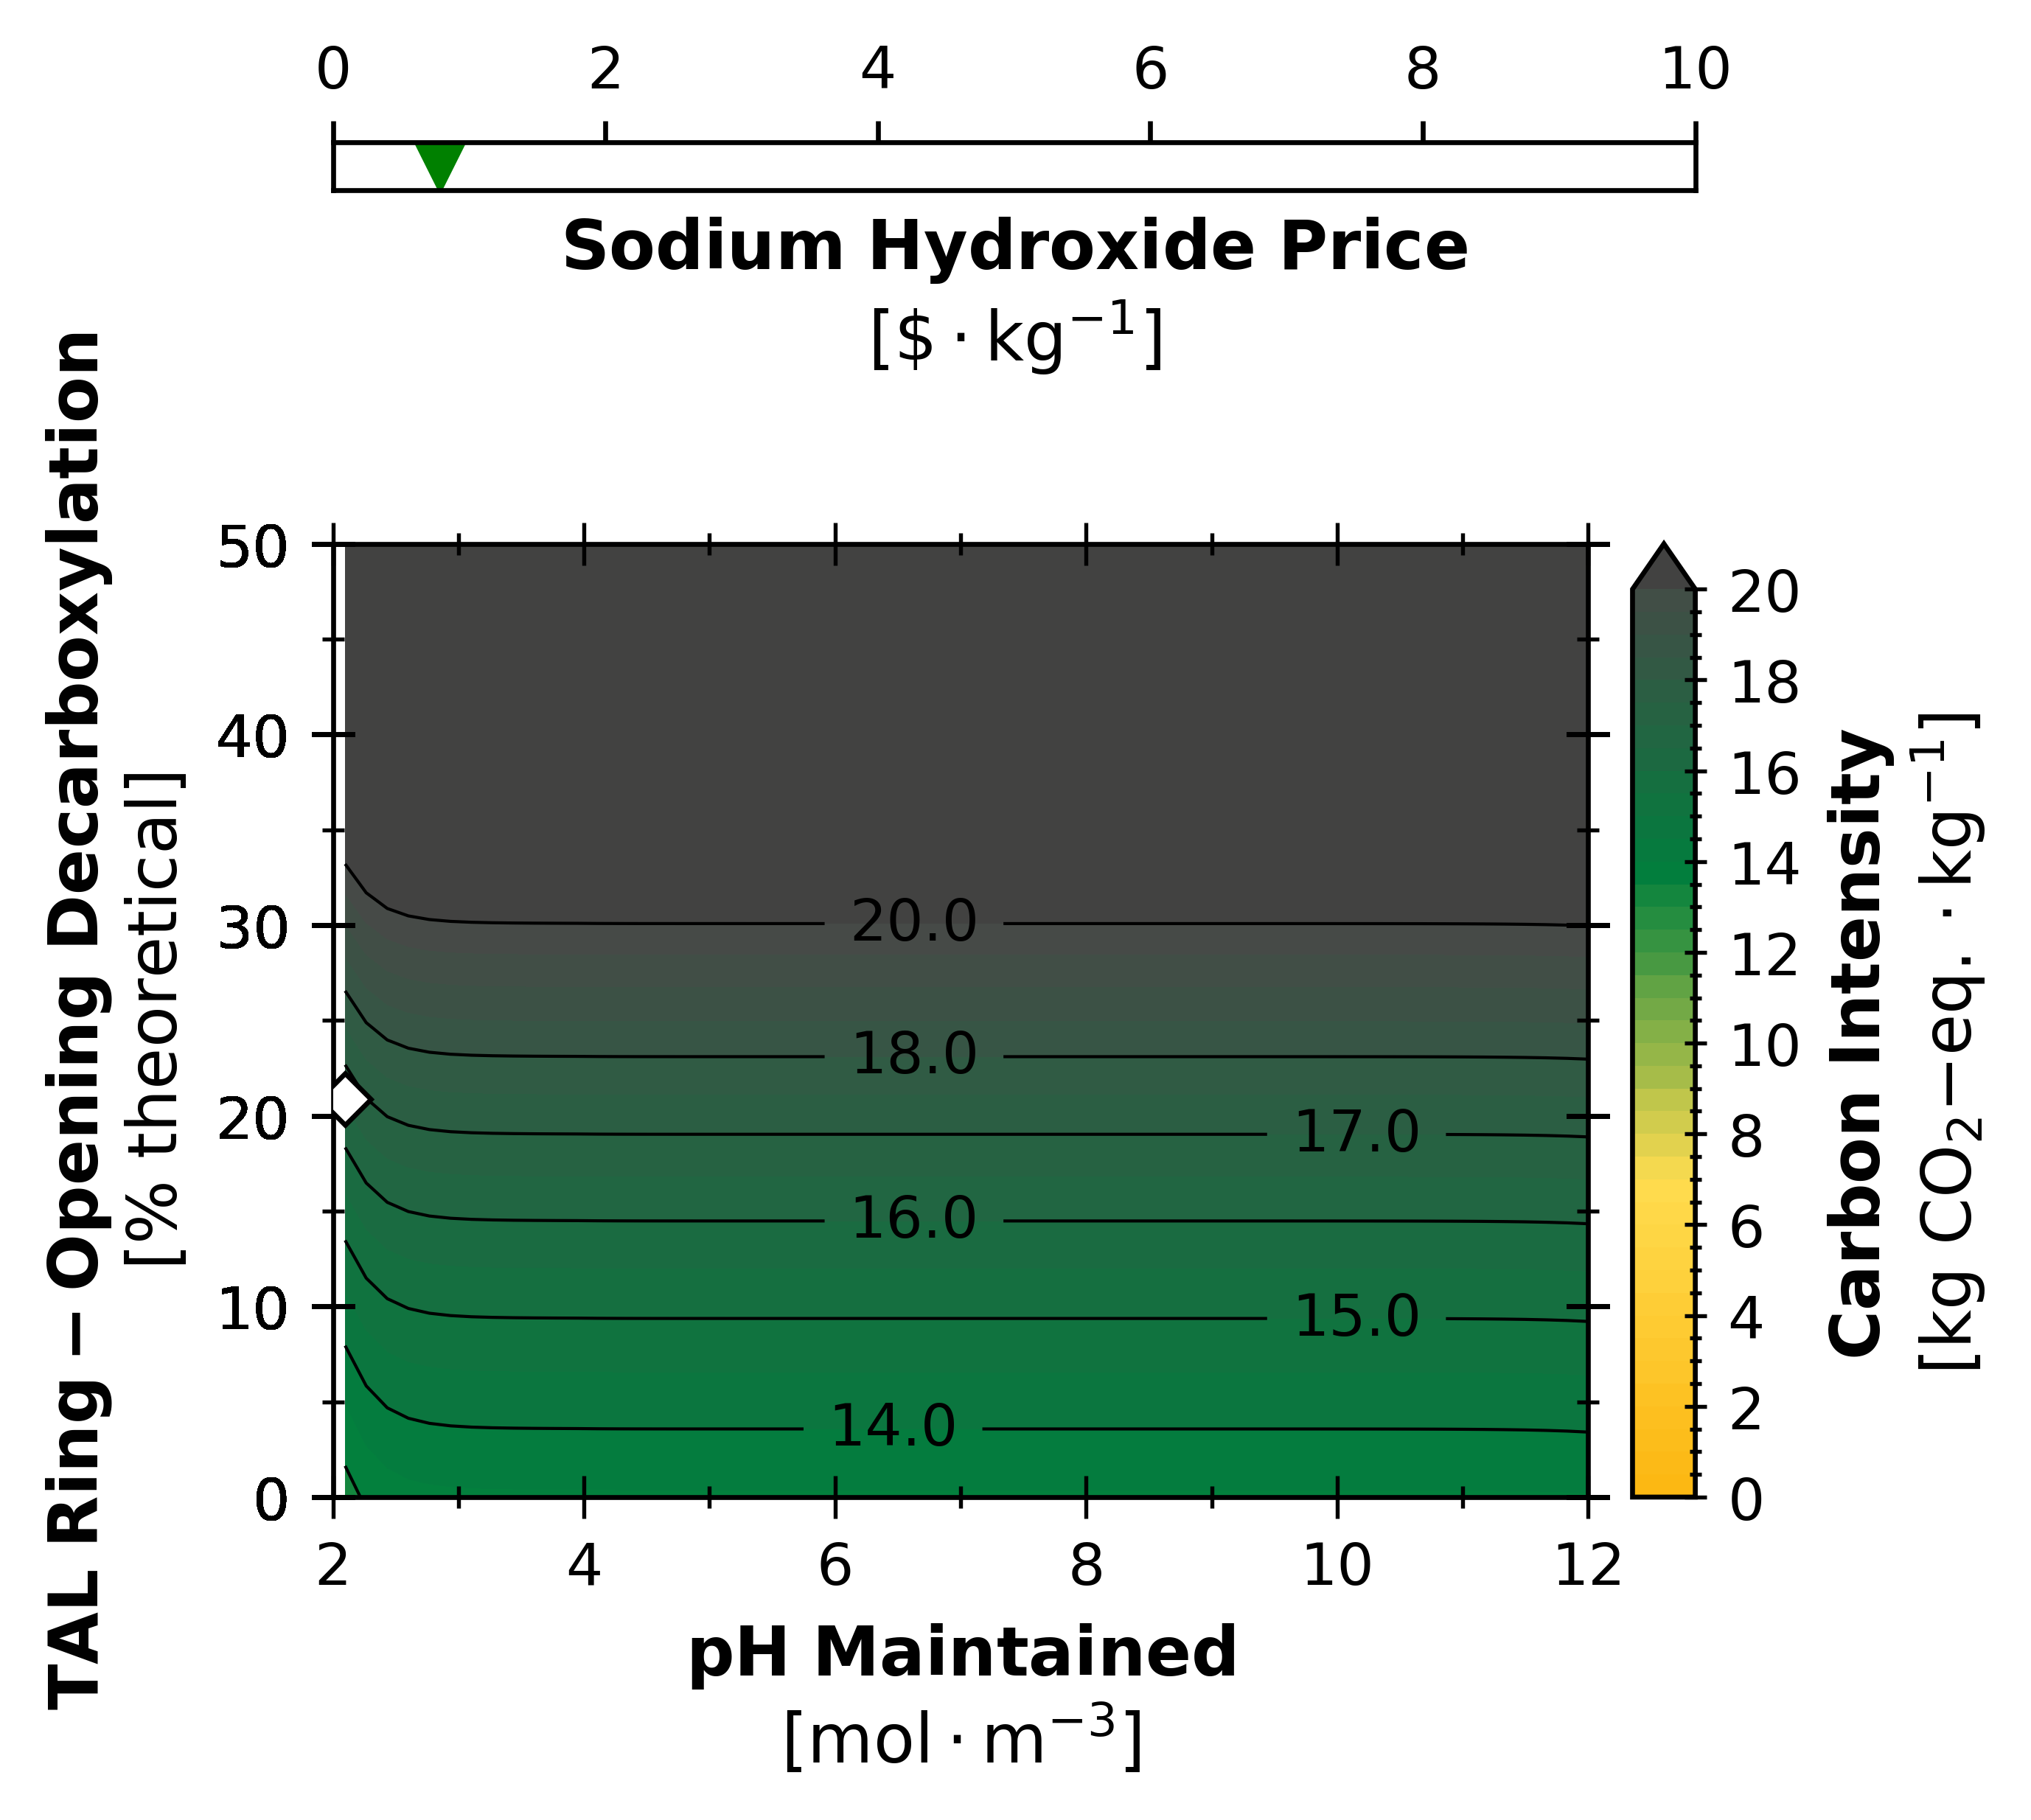 0 2 4 6 8 10
Sodium Hydroxide Price
[$ · kg⁻¹]
TAL Ring − Opening Decarboxylation
[% theoretical]
50
40
30
20
10
0
20.0
18.0
17.0
16.0
15.0
14.0
2 4 6 8 10 12
pH Maintained
[mol · m⁻³]
20
18
16
14
12
10
8
6
4
2
0
Carbon Intensity
[kg CO₂−eq. · kg⁻¹]